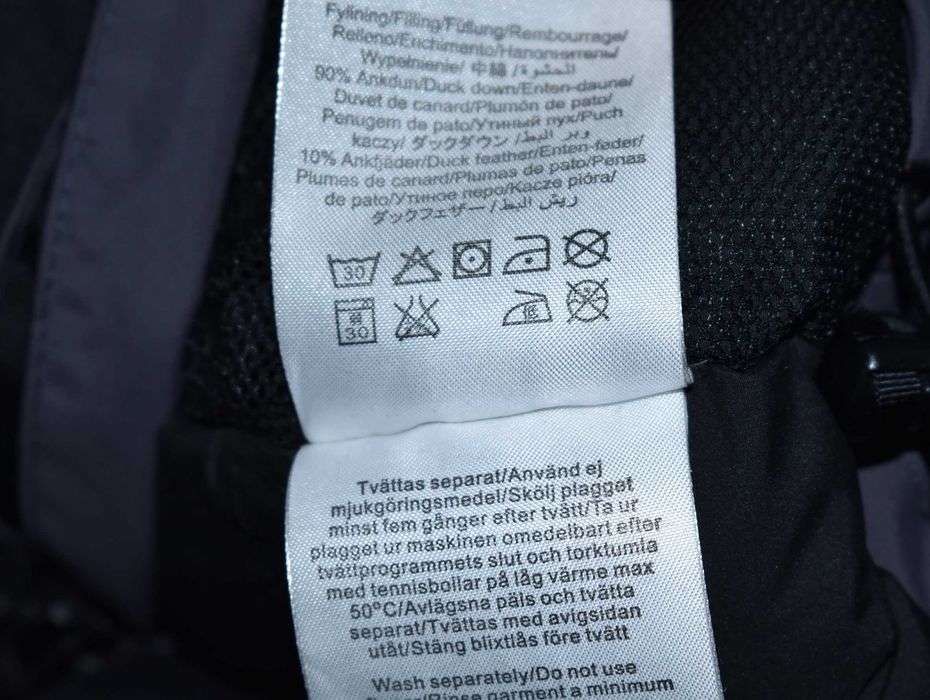 Fyllning/Filling/Füllung/Rembourrage/
Relleno/Enchimento/Наполнитель/
Wypełnienie/ 中綿 /الحشوة/
90% Ankdun/Duck down/Enten-daune/
Duvet de canard/Plumón de pato/
Penugem de pato/Утиный пух/Puch
kaczy/ ダックダウン /وبر البط/
10% Ankfjäder/Duck feather/Enten-feder/
Plumes de canard/Plumas de pato/Penas
de pato/Утиное перо/Kacze pióra/
ダックフェザー/ريش البط/
30
30
Tvättas separat/Använd ej
mjukgöringsmedel/Skölj plagget
minst fem gånger efter tvätt/Ta ur
plagget ur maskinen omedelbart efter
tvättprogrammets slut och torktumla
med tennisbollar på låg värme max
50°C/Avlägsna päls och tvätta
separat/Tvättas med avigsidan
utåt/Stäng blixtlås före tvätt
Wash separately/Do not use
garment a minimum